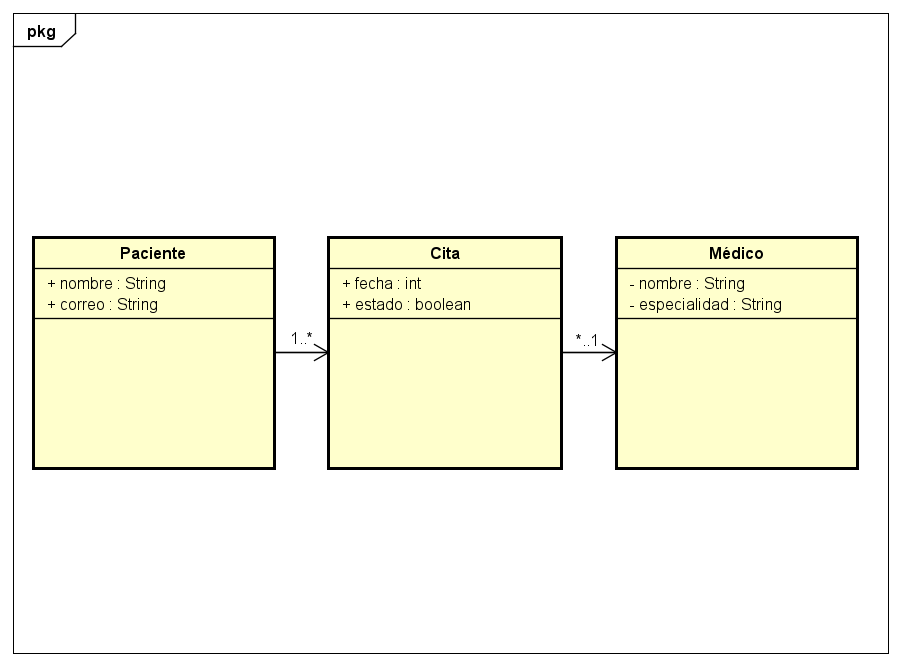 pkg
Paciente
+ nombre : String
+ correo : String
1..*
Cita
+ fecha : int
+ estado : boolean
*..1
Médico
- nombre : String
- especialidad : String